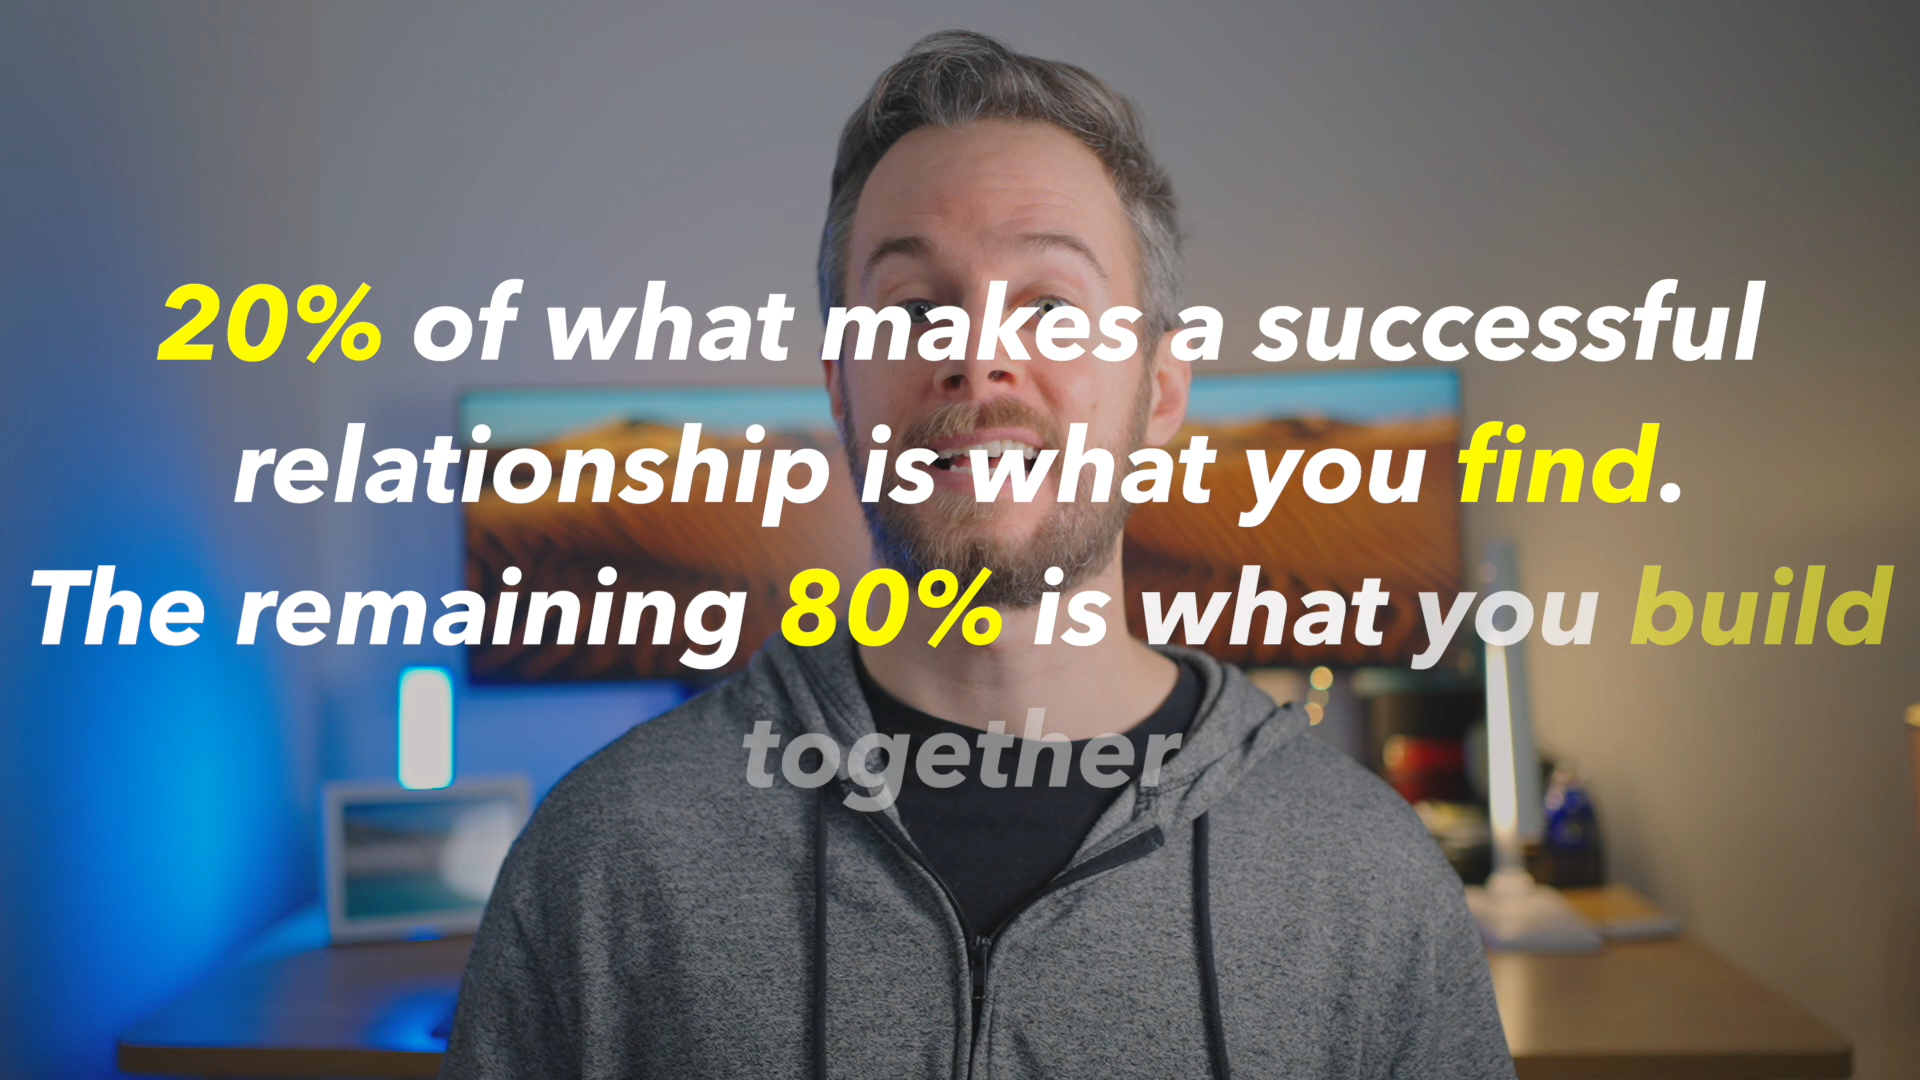 20% of what makes a successful
relationship is what you find.
The remaining 80% is what you build
together